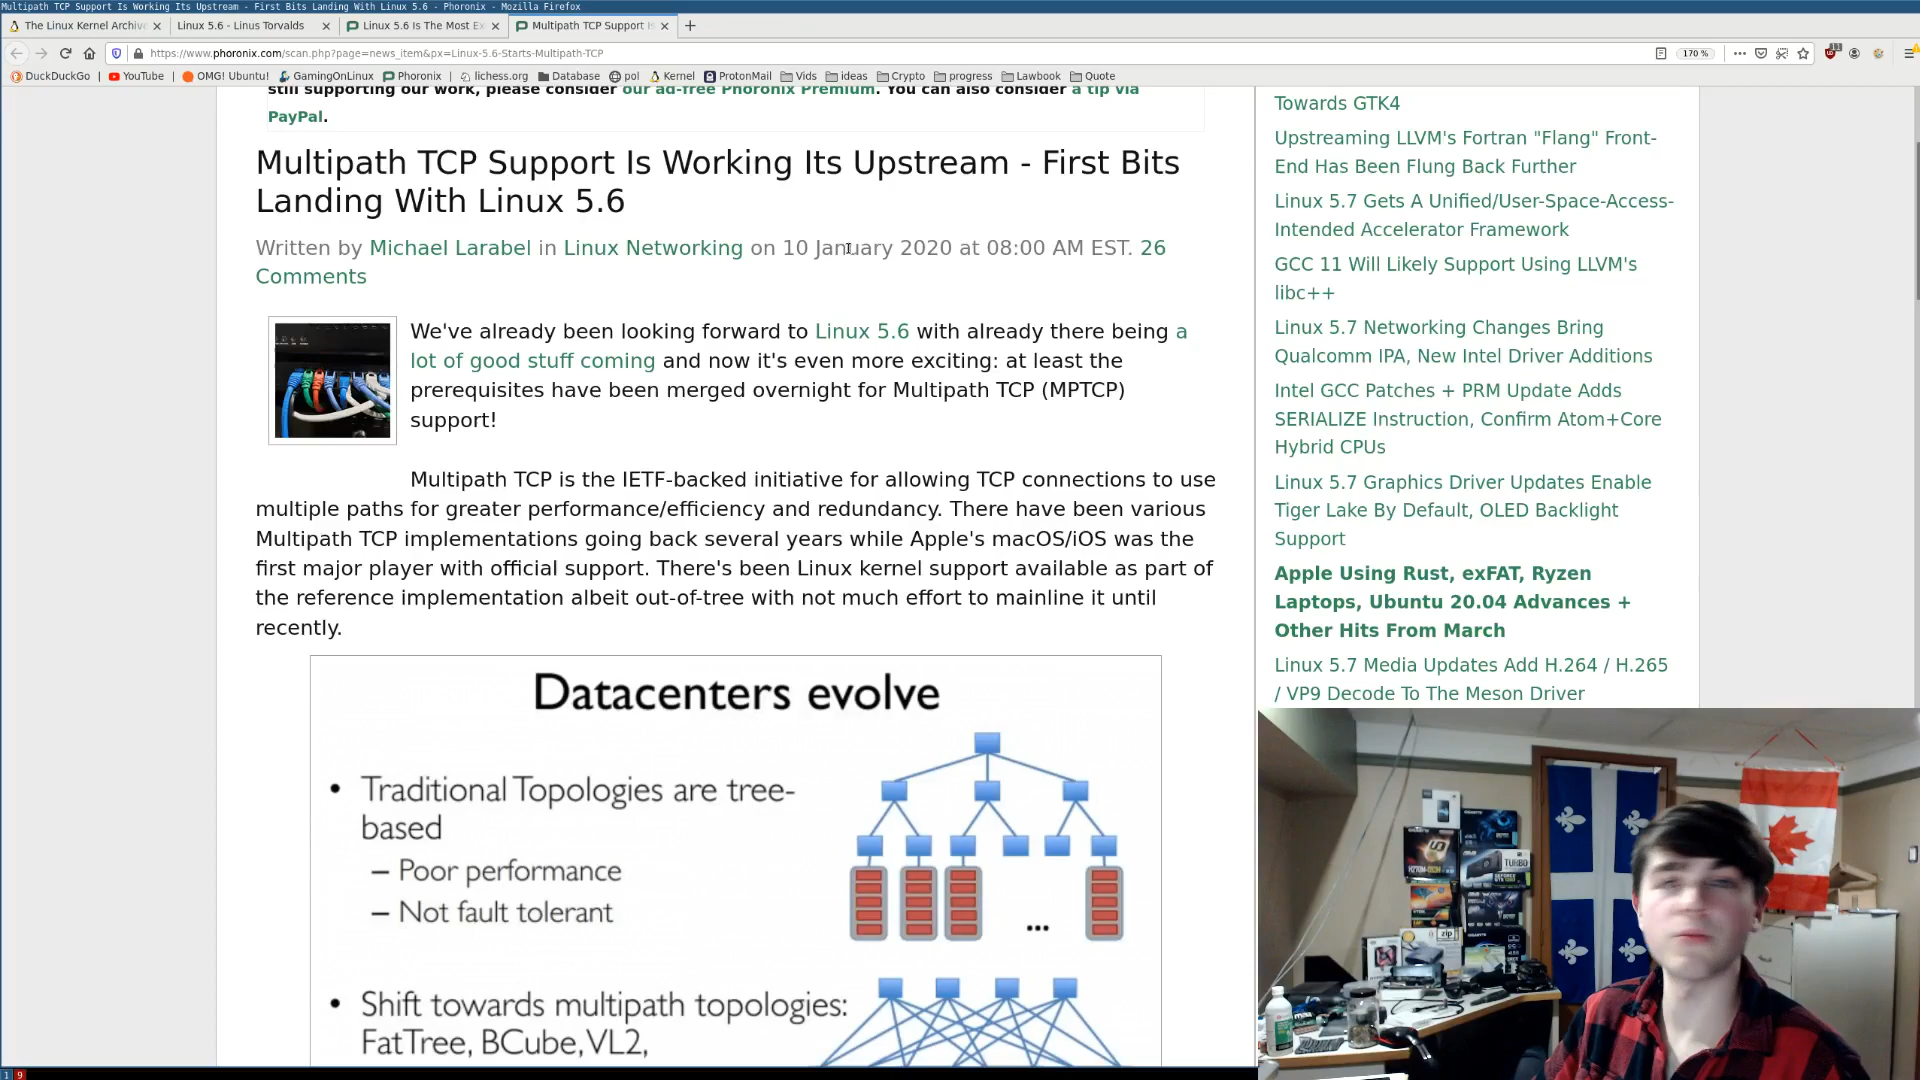 Multipath TCP Support Is Working Its Upstream - First Bits Landing With Linux 5.6 - Phoronix - Mozilla Firefox
The Linux Kernel Archive
Linux 5.6 - Linus Torvalds
Linux 5.6 Is The Most Ex
Multipath TCP Support I
https://www.phoronix.com/scan.php?page=news_item&px=Linux-5.6-Starts-Multipath-TCP
170 %
DuckDuckGo
YouTube
OMG! Ubuntu!
GamingOnLinux
Phoronix
lichess.org
Database
pol
Kernel
ProtonMail
Vids
ideas
Crypto
progress
Lawbook
Quote
still supporting our work, please consider our ad-free Phoronix Premium. You can also consider a tip via
PayPal.
Multipath TCP Support Is Working Its Upstream - First Bits
Landing With Linux 5.6
Written by Michael Larabel in Linux Networking on 10 January 2020 at 08:00 AM EST. 26
Comments
We've already been looking forward to Linux 5.6 with already there being a
lot of good stuff coming and now it's even more exciting: at least the
prerequisites have been merged overnight for Multipath TCP (MPTCP)
support!
Multipath TCP is the IETF-backed initiative for allowing TCP connections to use
multiple paths for greater performance/efficiency and redundancy. There have been various
Multipath TCP implementations going back several years while Apple's macOS/iOS was the
first major player with official support. There's been Linux kernel support available as part of
the reference implementation albeit out-of-tree with not much effort to mainline it until
recently.
Datacenters evolve
• Traditional Topologies are tree-
based
– Poor performance
– Not fault tolerant
...
• Shift towards multipath topologies:
FatTree, BCube, VL2,
Towards GTK4
Upstreaming LLVM's Fortran "Flang" Front-
End Has Been Flung Back Further
Linux 5.7 Gets A Unified/User-Space-Access-
Intended Accelerator Framework
GCC 11 Will Likely Support Using LLVM's
libc++
Linux 5.7 Networking Changes Bring
Qualcomm IPA, New Intel Driver Additions
Intel GCC Patches + PRM Update Adds
SERIALIZE Instruction, Confirm Atom+Core
Hybrid CPUs
Linux 5.7 Graphics Driver Updates Enable
Tiger Lake By Default, OLED Backlight
Support
Apple Using Rust, exFAT, Ryzen
Laptops, Ubuntu 20.04 Advances +
Other Hits From March
Linux 5.7 Media Updates Add H.264 / H.265
/ VP9 Decode To The Meson Driver
TURBO
zip
1 9